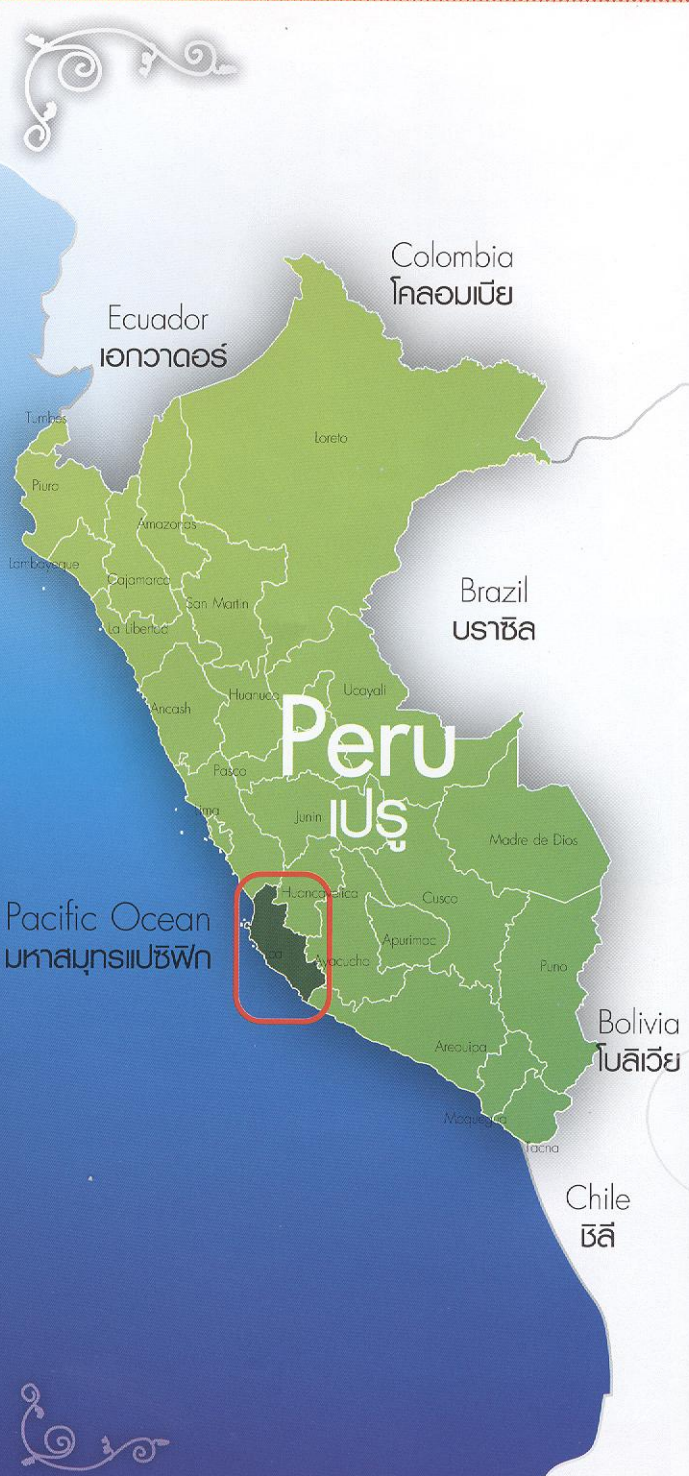 Colombia
โคลอมเบีย
Ecuador
เอกวาดอร์
Tumbes
Loreto
Piura
Amazonas
Lambayeque
Cajamarca
San Martin
La Libertad
Brazil
บราซิล
Huanuco
Ucayali
Ancash
Peru
เปรู
Pasco
Lima
Junin
Madre de Dios
Huancavelica
Cusco
Pacific Ocean
มหาสมุทรแปซิฟิก
Apurimac
Ayacucho
Puno
Bolivia
โบลิเวีย
Arequipa
Moquegua
Tacna
Chile
ชิลี